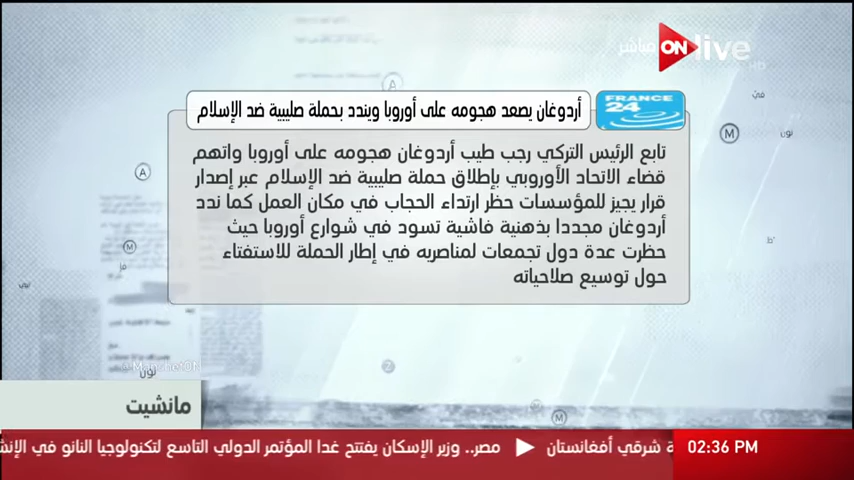 مباشر ON live
FRANCE 24
أردوغان يصعد هجومه على أوروبا ويندد بحملة صليبية ضد الإسلام
تابع الرئيس التركي رجب طيب أردوغان هجومه على أوروبا واتهم
قضاء الاتحاد الأوروبي بإطلاق حملة صليبية ضد الإسلام عبر إصدار
قرار يجيز للمؤسسات حظر ارتداء الحجاب في مكان العمل كما ندد
أردوغان مجددا بذهنية فاشية تسود في شوارع أوروبا حيث
حظرت عدة دول تجمعات لمناصريه في إطار الحملة للاستفتاء
حول توسيع صلاحياته
A
M
نون
A
M
نون
M
مانشيت
ة شرقي أفغانستان
مصر.. وزير الإسكان يفتتح غدا المؤتمر الدولي التاسع لتكنولوجيا النانو في الإنش
02:36 PM